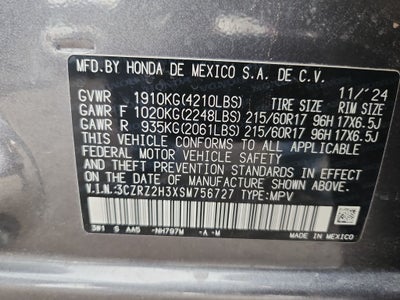 MFD.BY HONDA DE MEXICO S.A. DE C.V.
11/'24
GVWR 1910KG(4210LBS) TIRE SIZE RIM SIZE
GAWR F 1020KG(2248LBS) 215/60R17 96H 17X6.5J
GAWR R 935KG(2061LBS) 215/60R17 96H 17X6.5J
THIS VEHICLE CONFORMS TO ALL APPLICABLE
FEDERAL MOTOR VEHICLE SAFETY AND THEFT
PREVENTION STANDARDS IN EFFECT ON THE DATE OF
MANUFACTURE SHOWN ABOVE.
V.I.N:3CZRZ2H3XSM756727 TYPE:MPV
3W1 S AA5 -NH797M -A -M MADE IN MEXICO